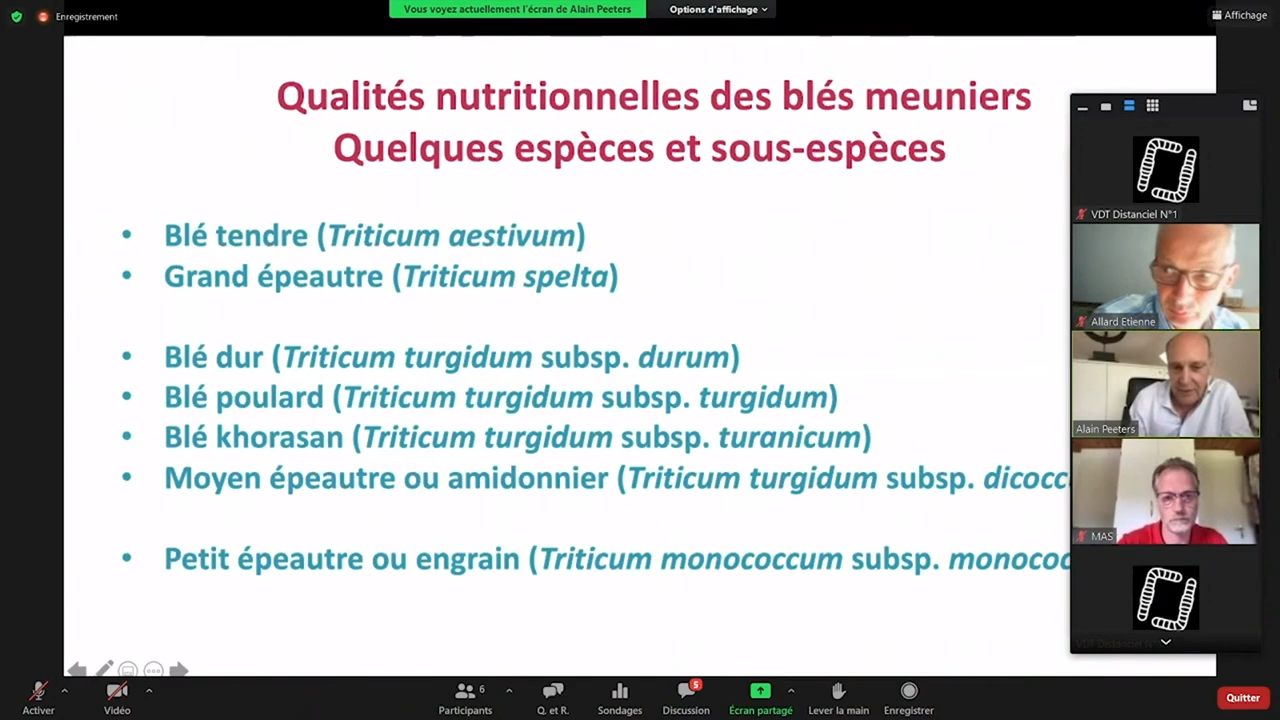 Enregistrement
Vous voyez actuellement l'écran de Alain Peeters
Options d'affichage
Affichage
Qualités nutritionnelles des blés meuniers
Quelques espèces et sous-espèces
• Blé tendre (Triticum aestivum)
• Grand épeautre (Triticum spelta)
• Blé dur (Triticum turgidum subsp. durum)
• Blé poulard (Triticum turgidum subsp. turgidum)
• Blé khorasan (Triticum turgidum subsp. turanicum)
• Moyen épeautre ou amidonnier (Triticum turgidum subsp.
• Petit épeautre ou engrain (Triticum monococcum subsp.
VDT Distanciel N°1
Allard Etienne
Alain Peeters
MAS
Activer
Vidéo
6
Participants
Q. et R.
Sondages
5
Discussion
Écran partagé
Lever la main
Enregistrer
Quitter